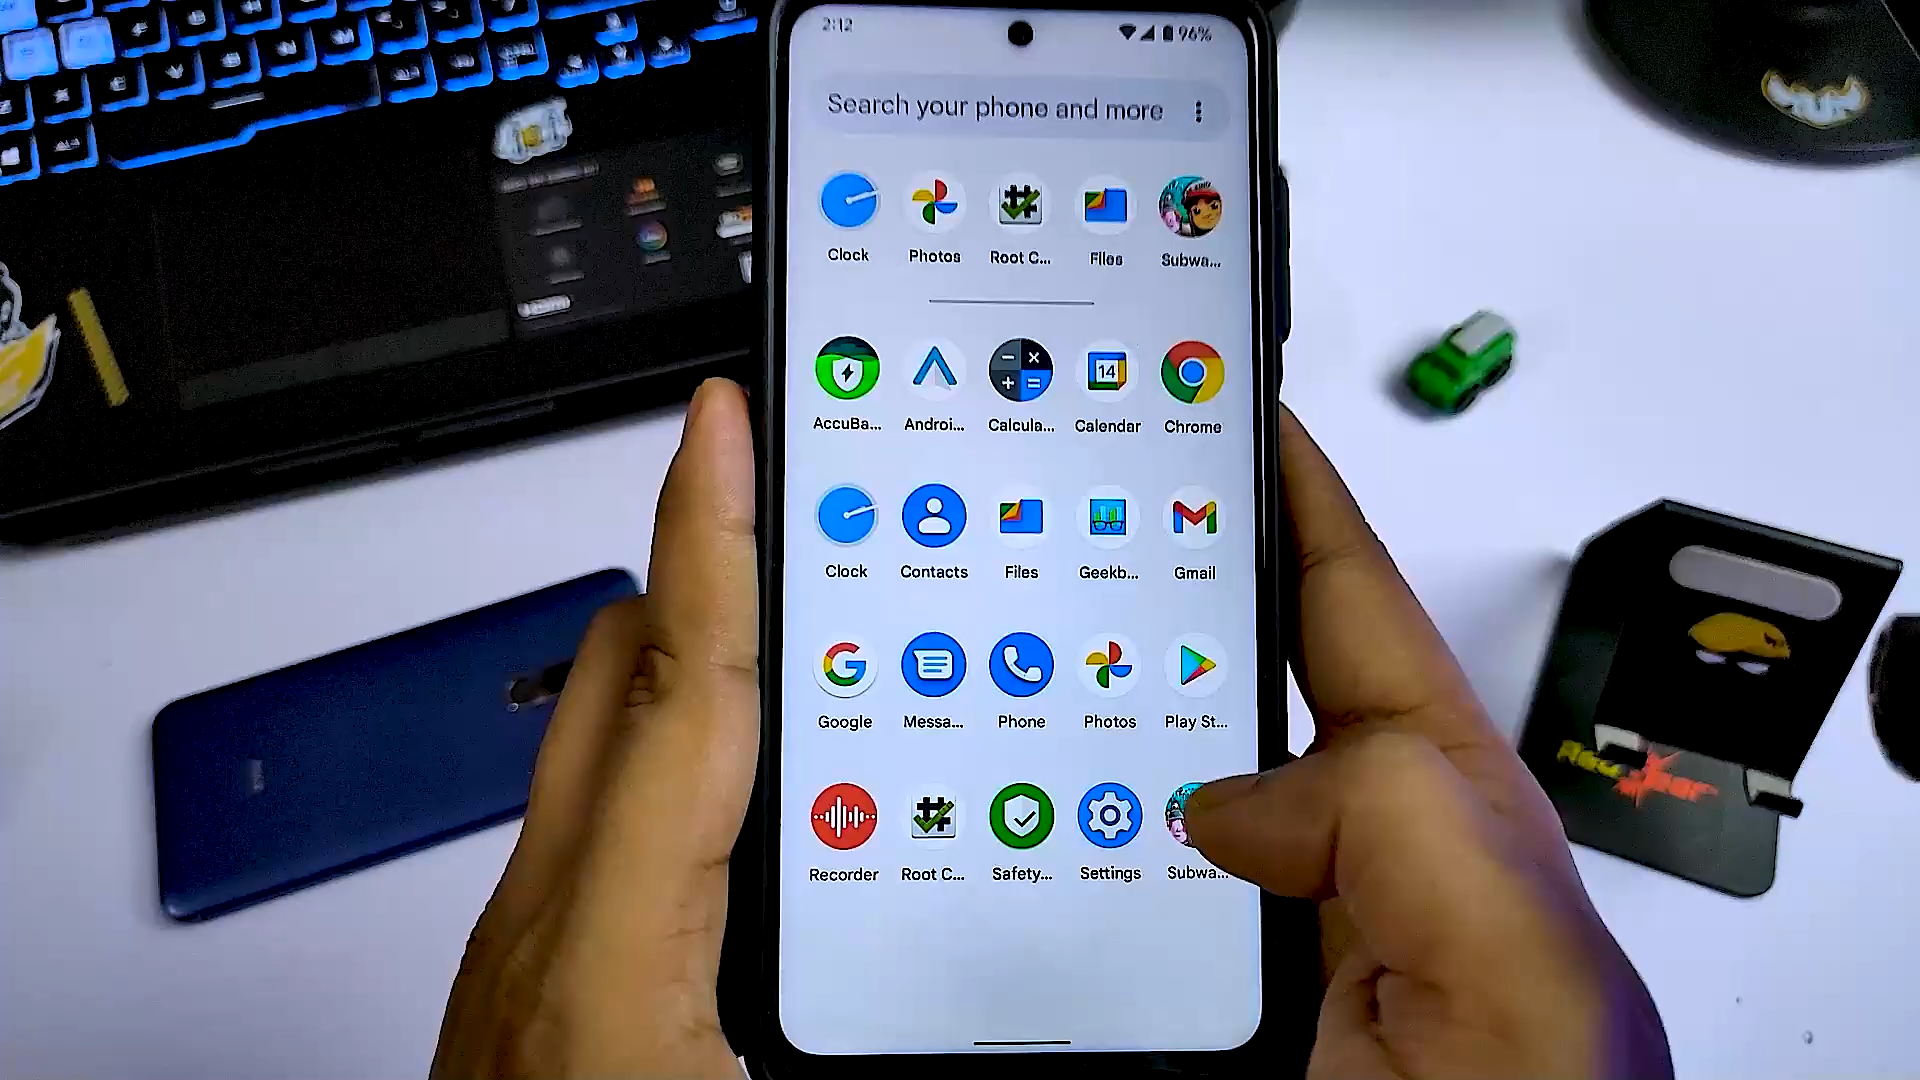 2:12
96%
Search your phone and more
Clock
Photos
Root C...
Files
Subwa...
AccuBa...
Androi...
Calcula...
Calendar
Chrome
14
Clock
Contacts
Files
Geekb...
Gmail
Google
Messa...
Phone
Photos
Play St...
Recorder
Root C...
Safety...
Settings
Subwa...